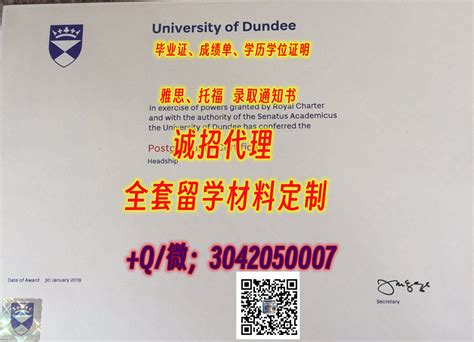 University of Dundee
毕业证、成绩单、学历学位证明
雅思、托福 录取通知书
In exercise of powers granted by Royal Charter
and with the authority of the Senatus Academicus
the University of Dundee has conferred the
诚招代理
Headship
全套留学材料定制
+Q/微；3042050007
Date of Award 30 January 2019
Secretary